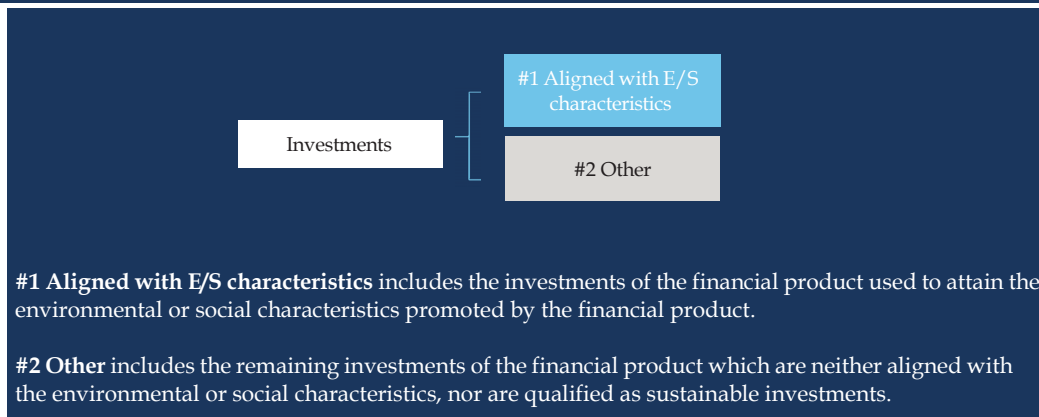 #1 Aligned with E/S
characteristics
Investments
#2 Other
#1 Aligned with E/S characteristics includes the investments of the financial product used to attain the
environmental or social characteristics promoted by the financial product.
#2 Other includes the remaining investments of the financial product which are neither aligned with
the environmental or social characteristics, nor are qualified as sustainable investments.